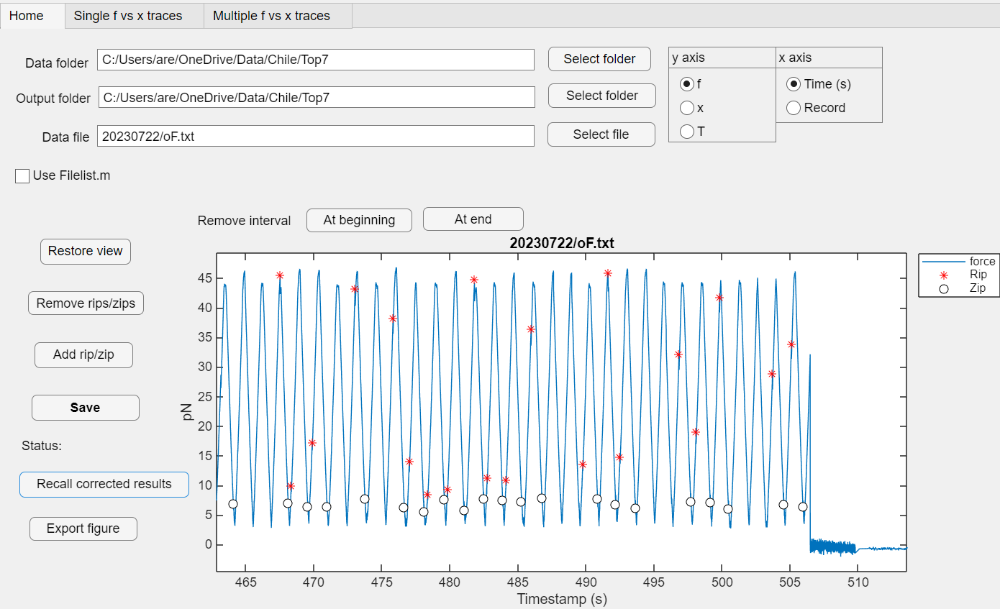 Home Single f vs x traces Multiple f vs x traces
Data folder C:/Users/are/OneDrive/Data/Chile/Top7 Select folder
Output folder C:/Users/are/OneDrive/Data/Chile/Top7 Select folder
Data file 20230722/oF.txt Select file
y axis x axis
f Time (s)
x Record
T
Use Filelist.m
Remove interval At beginning At end
Restore view
Remove rips/zips
Add rip/zip
Save
Status:
Recall corrected results
Export figure
20230722/oF.txt
force
Rip
Zip
pN
45
40
35
30
25
20
15
10
5
0
465 470 475 480 485 490 495 500 505 510
Timestamp (s)